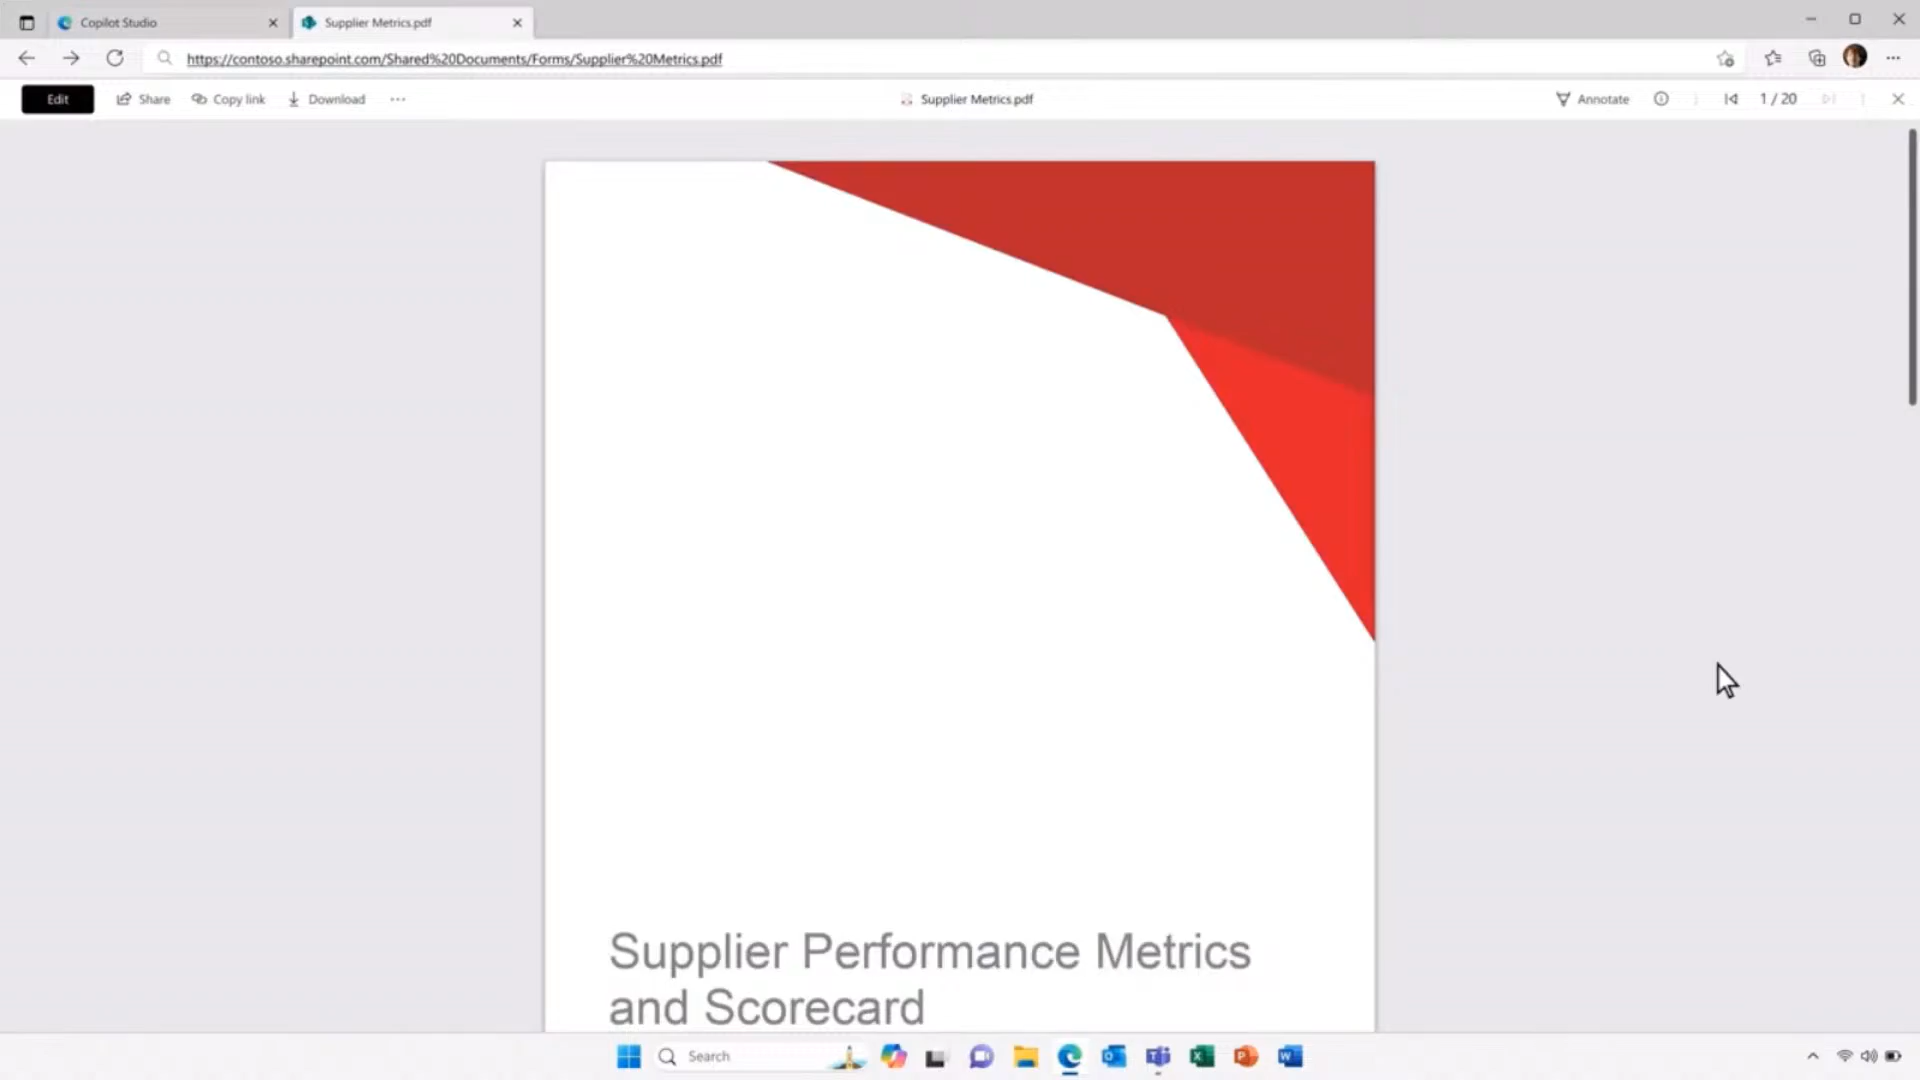 Copilot Studio
Supplier Metrics.pdf
https://contoso.sharepoint.com/Shared%20Documents/Forms/Supplier%20Metrics.pdf
Edit Share Copy link Download Supplier Metrics.pdf Annotate 1 / 20
Supplier Performance Metrics
and Scorecard
Search